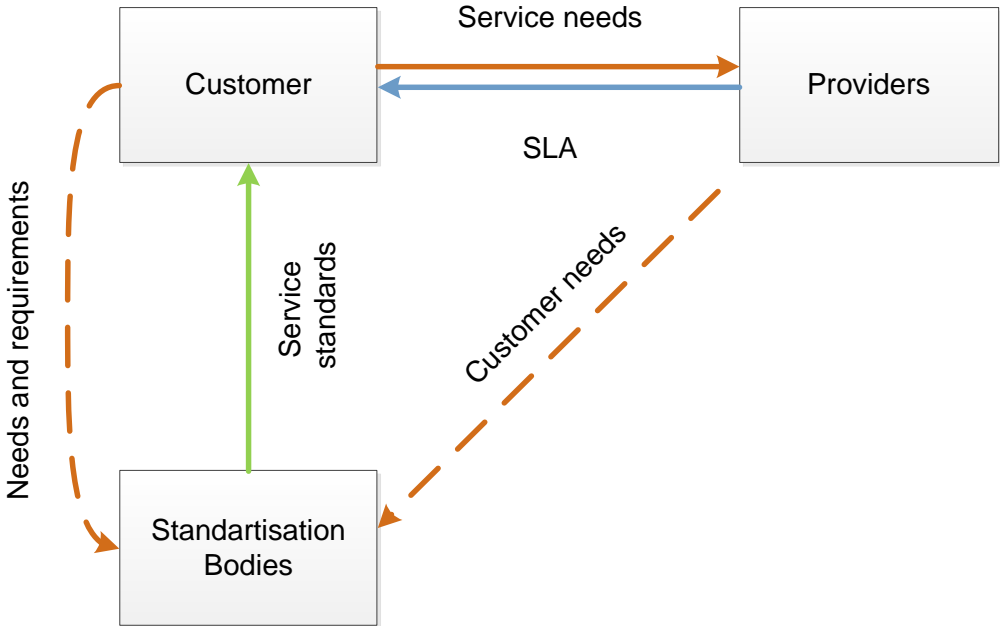 Service needs
Customer
Providers
SLA
Needs and requirements
Service
standards
Customer needs
Standartisation
Bodies